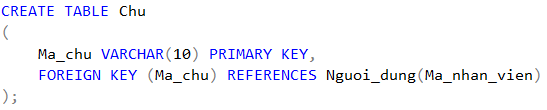 CREATE TABLE Chu
(
    Ma_chu VARCHAR(10) PRIMARY KEY,
    FOREIGN KEY (Ma_chu) REFERENCES Nguoi_dung(Ma_nhan_vien)
);